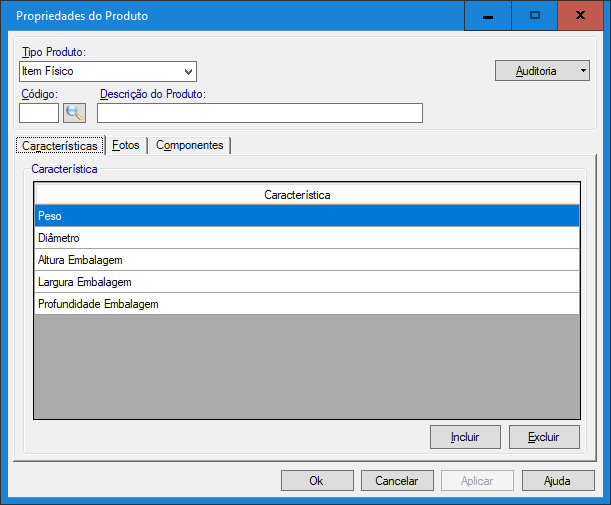 Propriedades do Produto
Tipo Produto:
Item Físico
Auditoria
Código:
Descrição do Produto:
Características
Fotos
Componentes
Característica
Característica
Peso
Diâmetro
Altura Embalagem
Largura Embalagem
Profundidade Embalagem
Incluir
Excluir
Ok
Cancelar
Aplicar
Ajuda